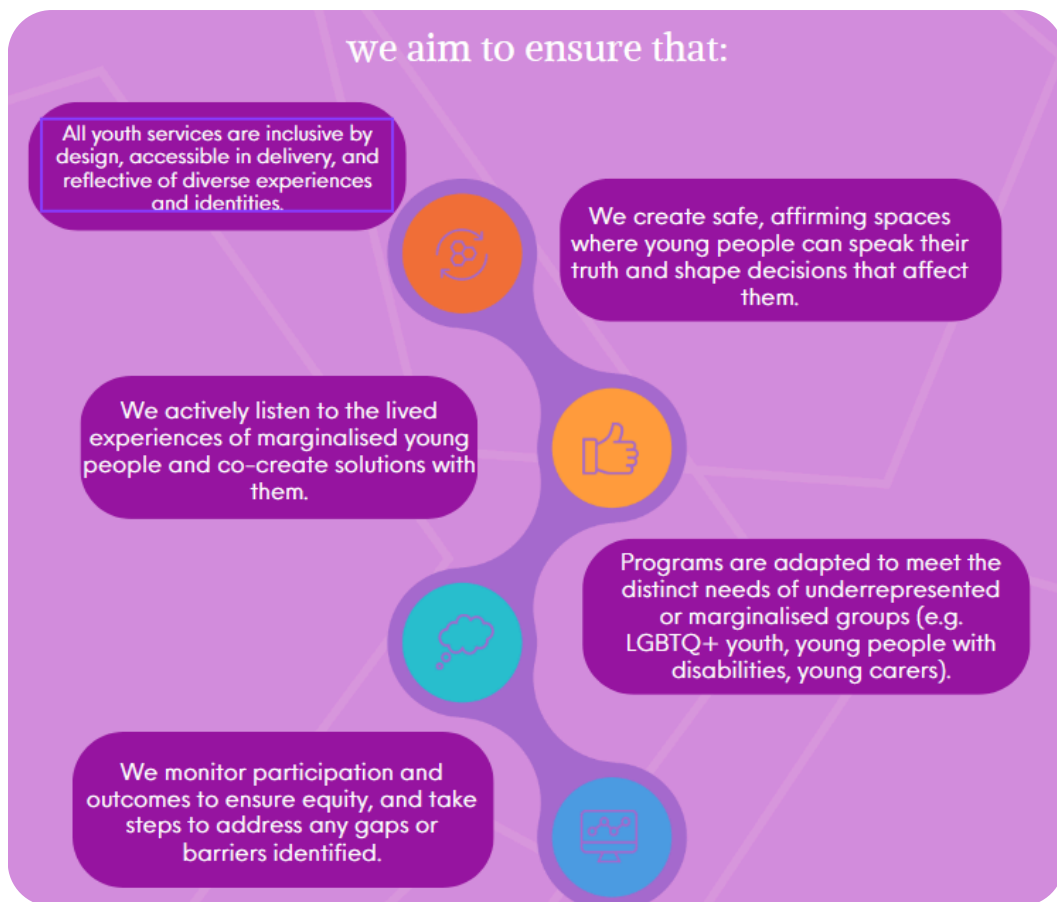 we aim to ensure that:
All youth services are inclusive by
design, accessible in delivery, and
reflective of diverse experiences
and identities.
We create safe, affirming spaces
where young people can speak their
truth and shape decisions that affect
them.
We actively listen to the lived
experiences of marginalised young
people and co-create solutions with
them.
Programs are adapted to meet the
distinct needs of underrepresented
or marginalised groups (e.g.
LGBTQ+ youth, young people with
disabilities, young carers).
We monitor participation and
outcomes to ensure equity, and take
steps to address any gaps or
barriers identified.